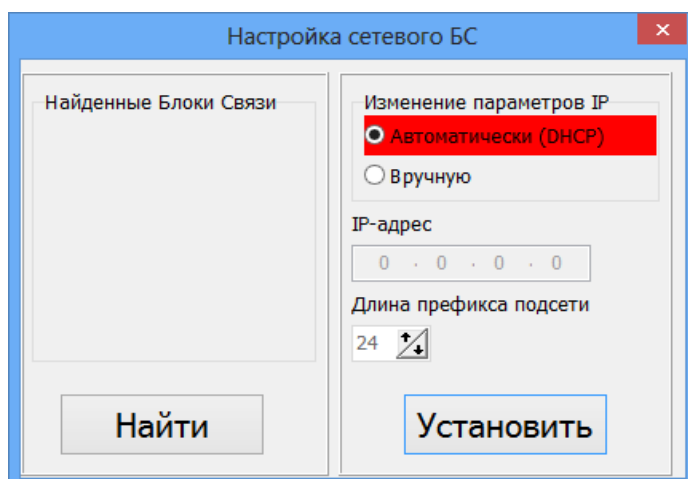 Настройка сетевого БС
Найденные Блоки Связи
Найти
Изменение параметров IP
Автоматически (DHCP)
Вручную
IP-адрес
0 . 0 . 0 . 0
Длина префикса подсети
24
Установить